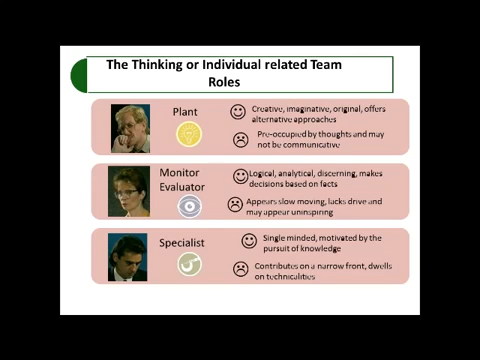 The Thinking or Individual related Team
Roles
Plant
Creative, imaginative, original, offers
alternative approaches
Pre-occupied by thoughts and may
not be communicative
Monitor
Evaluator
Logical, analytical, discerning, makes
decisions based on facts
Appears slow moving, lacks drive and
may appear uninspiring
Specialist
Single minded, motivated by the
pursuit of knowledge
Contributes on a narrow front, dwells
on technicalities